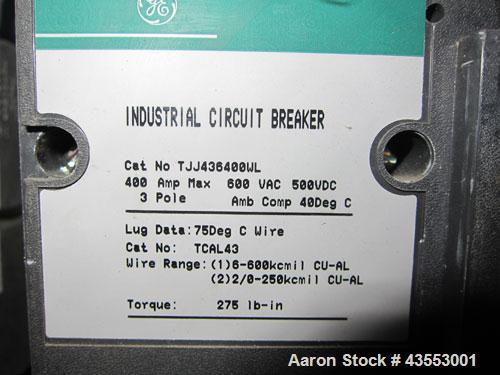 GE
INDUSTRIAL CIRCUIT BREAKER
Cat No TJJ436400WL
400 Amp Max 600 VAC 500VDC
3 Pole Amb Comp 40Deg C
Lug Data: 75Deg C Wire
Cat No: TCAL43
Wire Range: (1)6-600kcmil CU-AL
(2)2/0-250kcmil CU-AL
Torque: 275 lb-in
Aaron Stock # 43553001